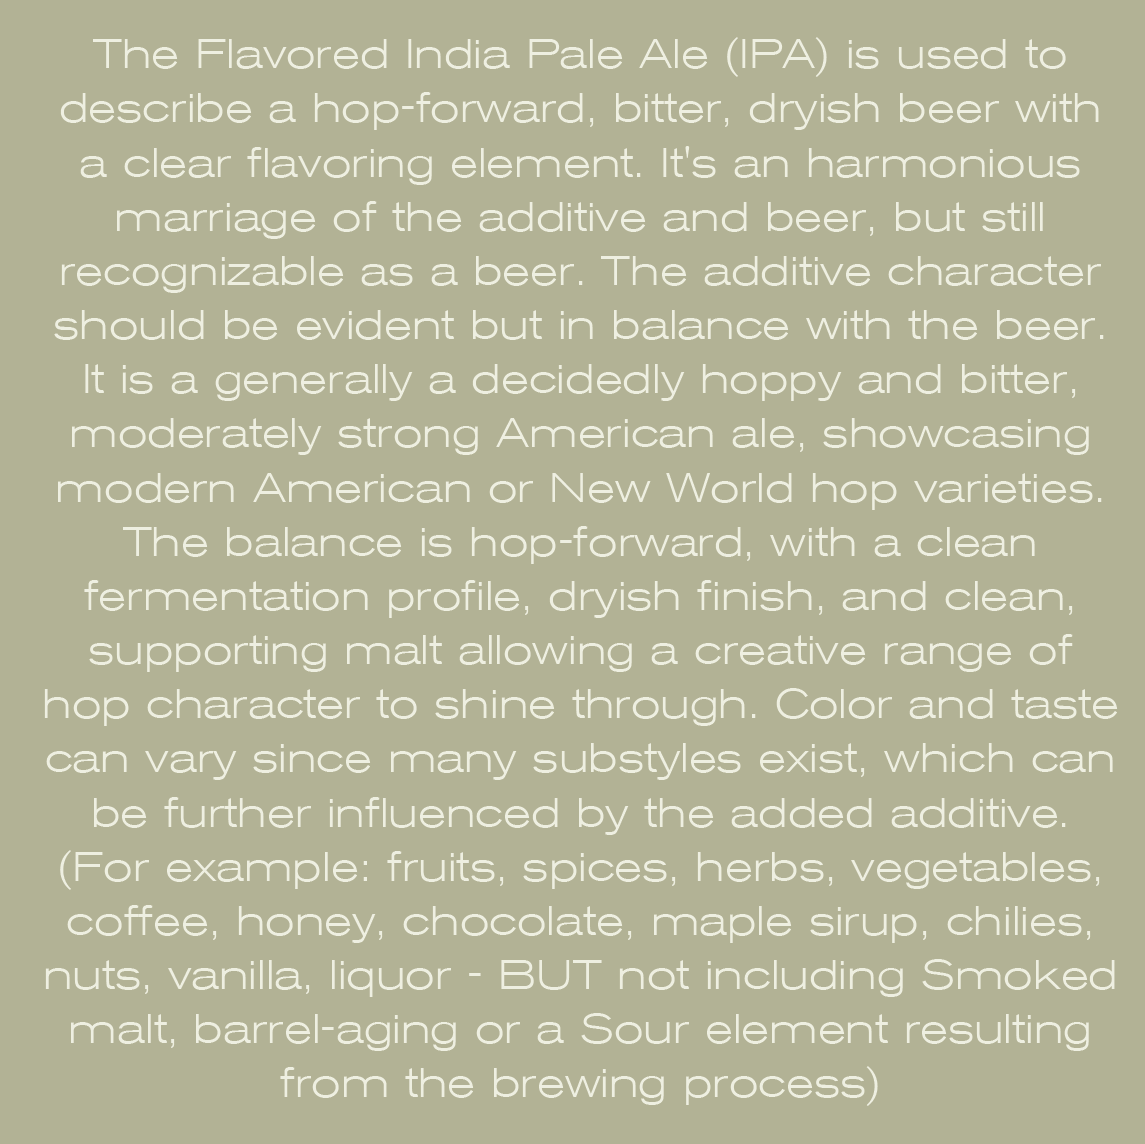 The Flavored India Pale Ale (IPA) is used to
describe a hop-forward, bitter, dryish beer with
a clear flavoring element. It's an harmonious
marriage of the additive and beer, but still
recognizable as a beer. The additive character
should be evident but in balance with the beer.
It is a generally a decidedly hoppy and bitter,
moderately strong American ale, showcasing
modern American or New World hop varieties.
The balance is hop-forward, with a clean
fermentation profile, dryish finish, and clean,
supporting malt allowing a creative range of
hop character to shine through. Color and taste
can vary since many substyles exist, which can
be further influenced by the added additive.
(For example: fruits, spices, herbs, vegetables,
coffee, honey, chocolate, maple sirup, chilies,
nuts, vanilla, liquor - BUT not including Smoked
malt, barrel-aging or a Sour element resulting
from the brewing process)